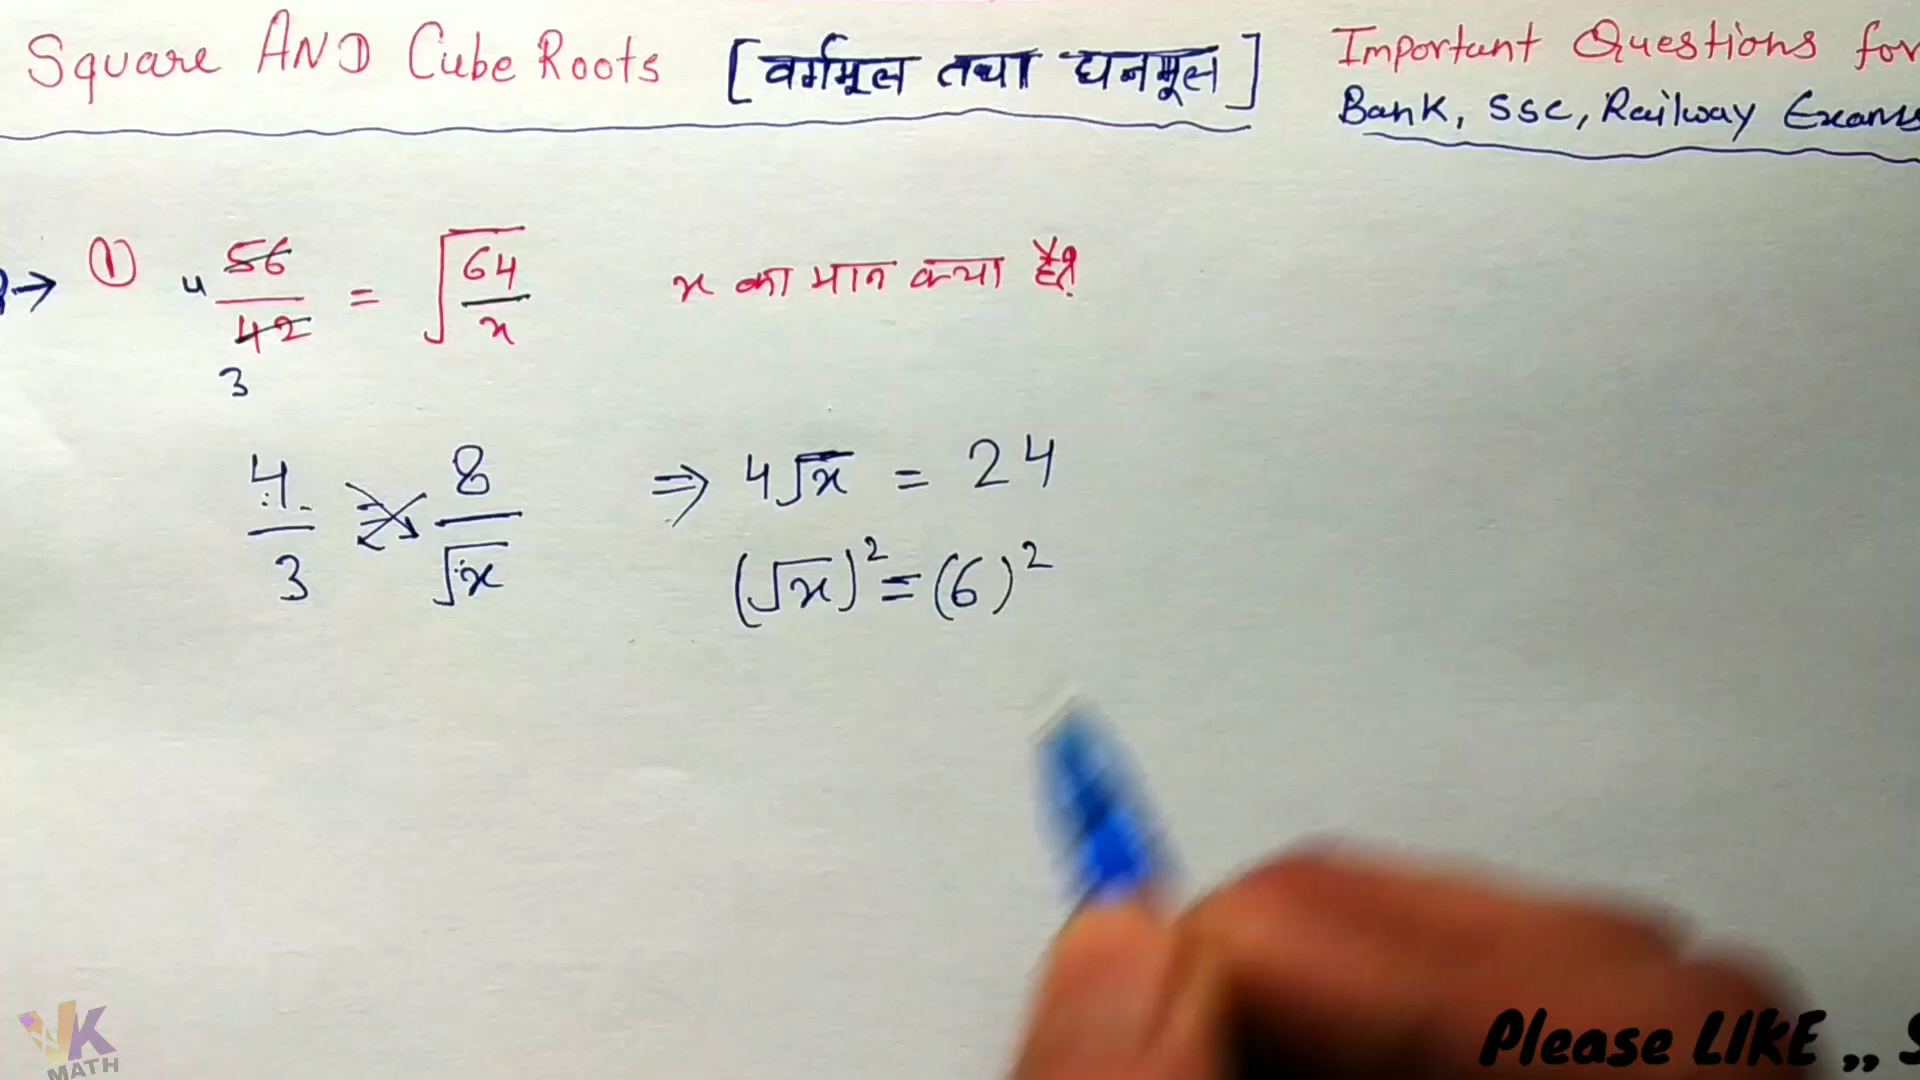 Square AND Cube Roots [वर्गमूल तथा घनमूल] Important Questions for
Bank, SSC, Railway Exams
① 56/42 = √(64/x) x का मान क्या है?
4
3
4/3 = 8/√x ⇒ 4√x = 24
(√x)² = (6)²
VK
MATH
Please LIKE ,, S